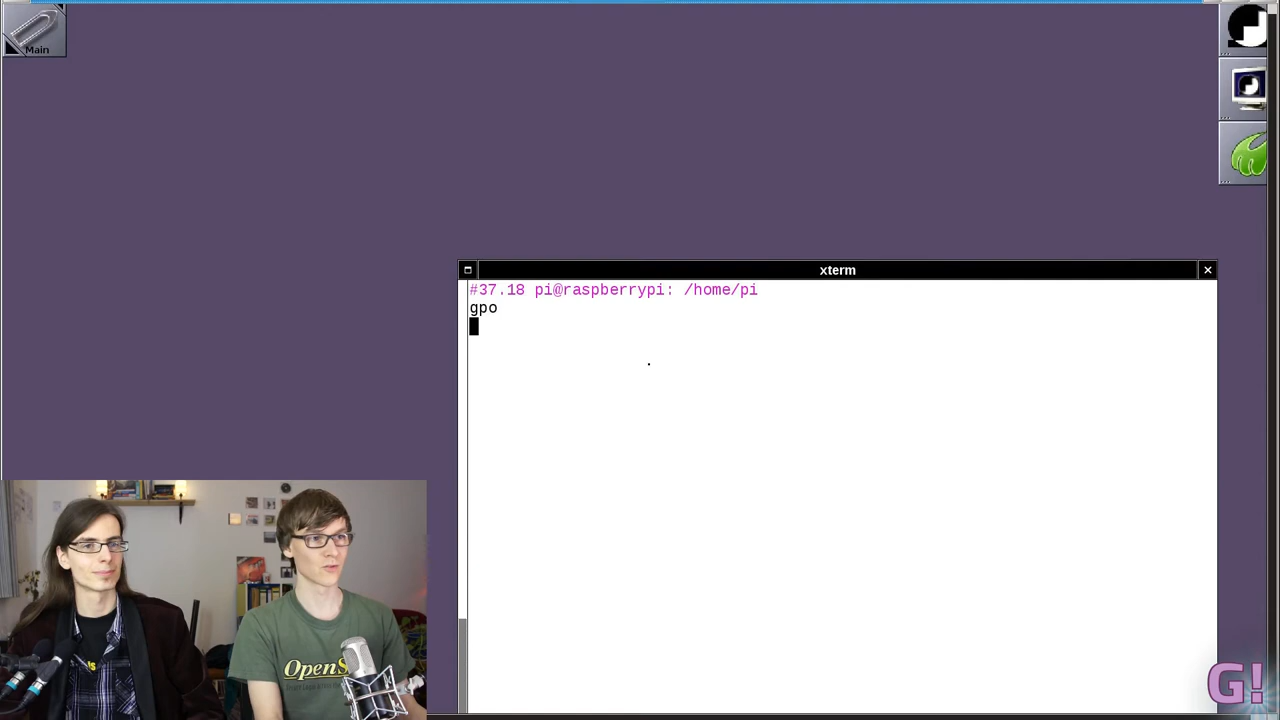 Main
xterm
#37.18 pi@raspberrypi: /home/pi
gpo
OpenS
G!